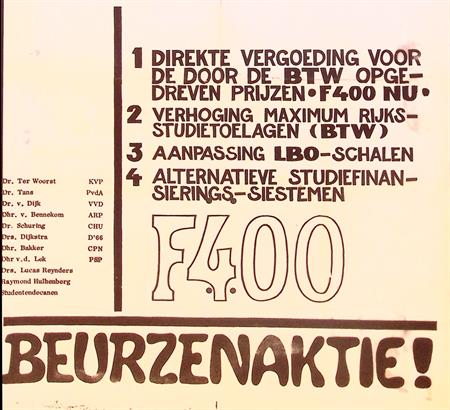 1 DIREKTE VERGOEDING VOOR
DE DOOR DE BTW OPGE-
DREVEN PRIJZEN • F400 NU •
2 VERHOGING MAXIMUM RIJKS-
STUDIETOELAGEN (BTW)
3 AANPASSING LBO-SCHALEN
4 ALTERNATIEVE STUDIEFINAN-
SIERINGS-SIESTEMEN
Dr. Ter Woorst KVP
Dr. Tans PvdA
Dr. v. Dijk VVD
Dhr. v. Bennekom ARP
Dr. Schuring CHU
Drs. Dijkstra D'66
Dhr. Bakker CPN
Dhr v.d. Lek PSP
Drs. Lucas Reynders
Raymond Hulhenberg
Studentendecanen
F.4.00
BEURZENAKTIE!